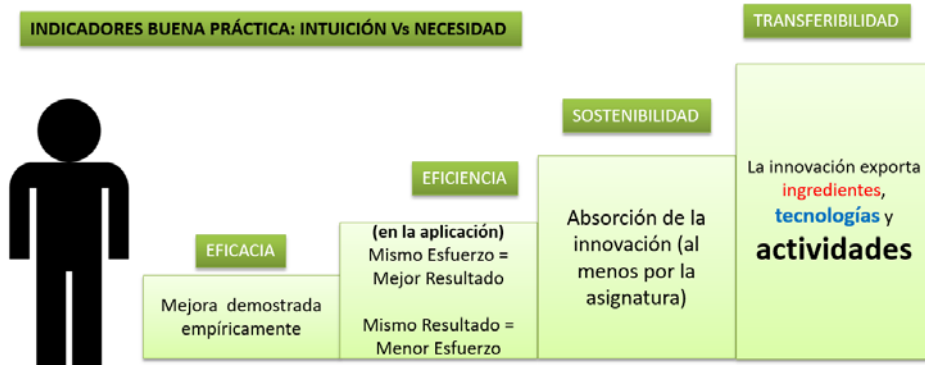 INDICADORES BUENA PRÁCTICA: INTUICIÓN Vs NECESIDAD
EFICACIA
Mejora demostrada
empíricamente
EFICIENCIA
(en la aplicación)
Mismo Esfuerzo =
Mejor Resultado
Mismo Resultado =
Menor Esfuerzo
SOSTENIBILIDAD
Absorción de la
innovación (al
menos por la
asignatura)
TRANSFERIBILIDAD
La innovación exporta
ingredientes,
tecnologías y
actividades